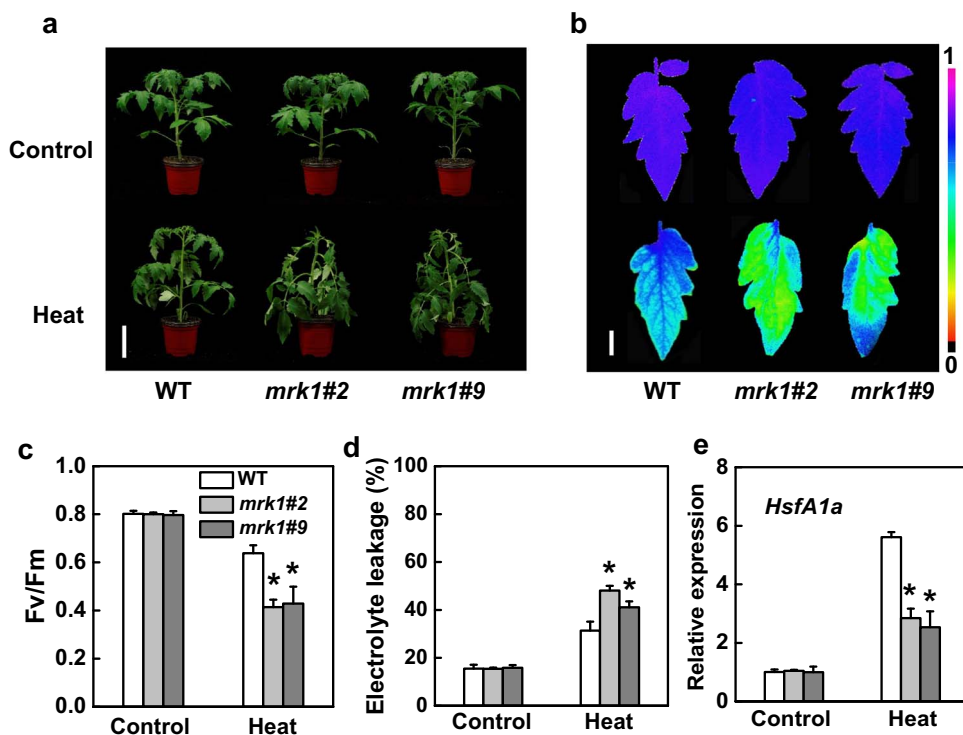 a
Control
Heat
WT mrk1#2 mrk1#9
b
1
0
WT mrk1#2 mrk1#9
c
Fv/Fm
1.0
0.8
0.6
0.4
0.2
0.0
WT
mrk1#2
mrk1#9
* *
Control Heat
d
Electrolyte leakage (%)
100
80
60
40
20
0
* *
Control Heat
e
Relative expression
8
6
4
2
0
HsfA1a
* *
Control Heat